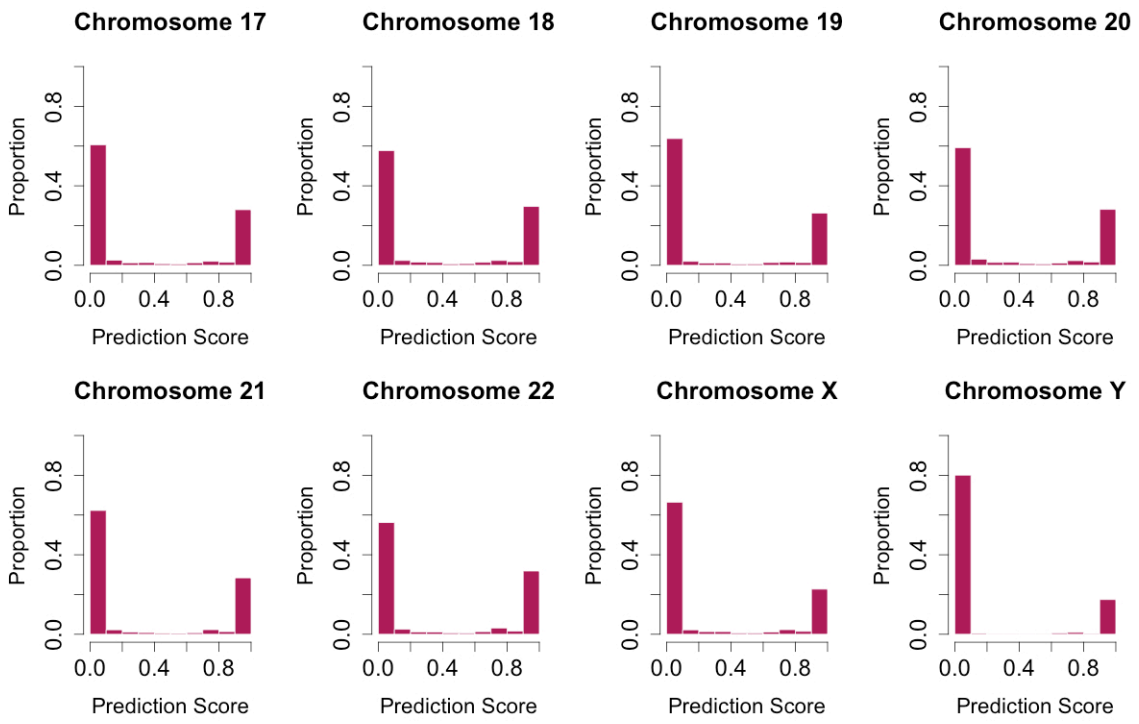 Chromosome 17
Chromosome 18
Chromosome 19
Chromosome 20
Proportion
0.0 0.4 0.8
0.0 0.4 0.8
Prediction Score
Proportion
0.0 0.4 0.8
0.0 0.4 0.8
Prediction Score
Proportion
0.0 0.4 0.8
0.0 0.4 0.8
Prediction Score
Proportion
0.0 0.4 0.8
0.0 0.4 0.8
Prediction Score
Chromosome 21
Chromosome 22
Chromosome X
Chromosome Y
Proportion
0.0 0.4 0.8
0.0 0.4 0.8
Prediction Score
Proportion
0.0 0.4 0.8
0.0 0.4 0.8
Prediction Score
Proportion
0.0 0.4 0.8
0.0 0.4 0.8
Prediction Score
Proportion
0.0 0.4 0.8
0.0 0.4 0.8
Prediction Score